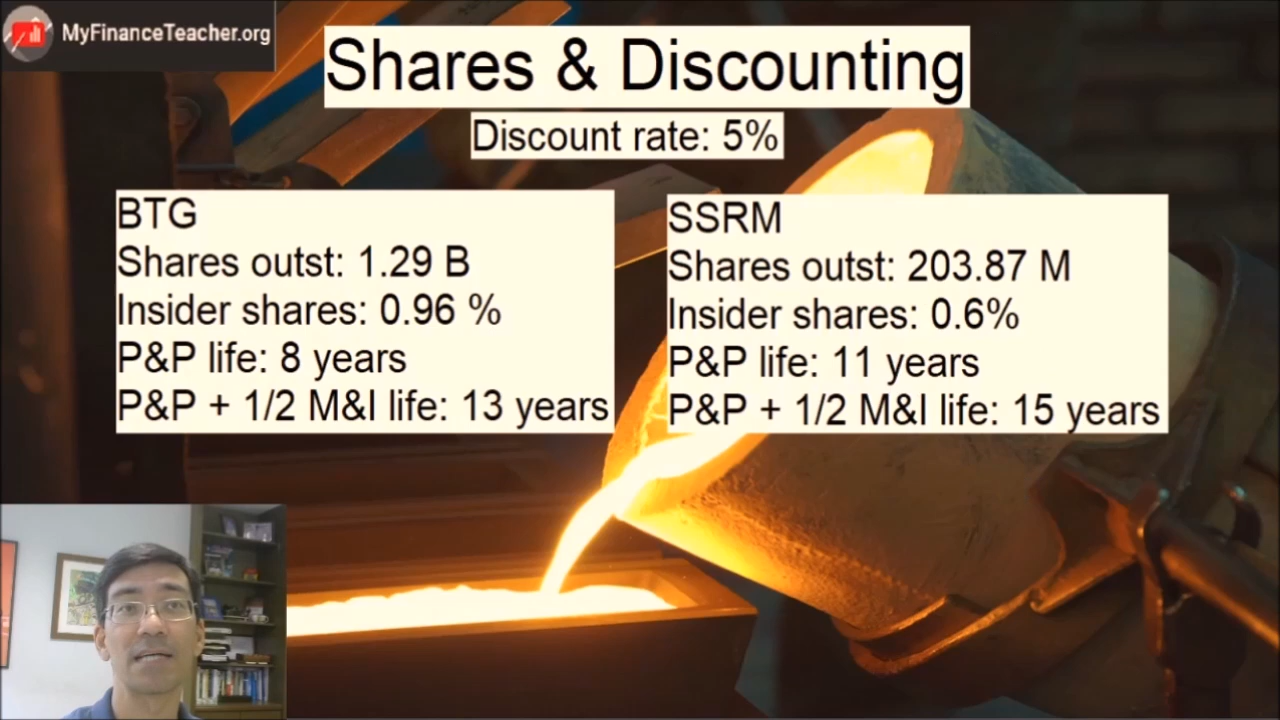 MyFinanceTeacher.org
Shares & Discounting
Discount rate: 5%
BTG
Shares outst: 1.29 B
Insider shares: 0.96 %
P&P life: 8 years
P&P + 1/2 M&I life: 13 years
SSRM
Shares outst: 203.87 M
Insider shares: 0.6%
P&P life: 11 years
P&P + 1/2 M&I life: 15 years